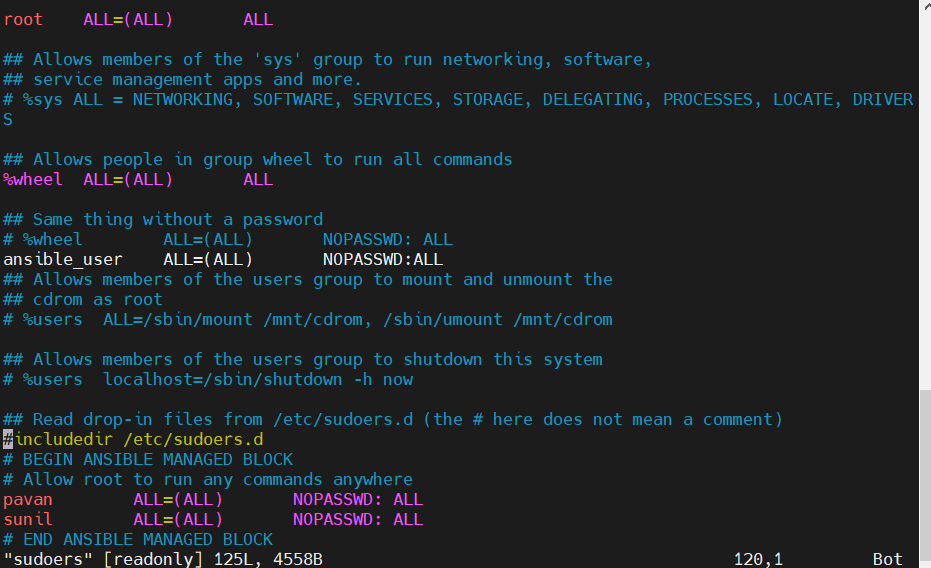 root    ALL=(ALL)       ALL

## Allows members of the 'sys' group to run networking, software,
## service management apps and more.
# %sys ALL = NETWORKING, SOFTWARE, SERVICES, STORAGE, DELEGATING, PROCESSES, LOCATE, DRIVER
S

## Allows people in group wheel to run all commands
%wheel  ALL=(ALL)       ALL

## Same thing without a password
# %wheel        ALL=(ALL)       NOPASSWD: ALL
ansible_user    ALL=(ALL)       NOPASSWD:ALL
## Allows members of the users group to mount and unmount the
## cdrom as root
# %users  ALL=/sbin/mount /mnt/cdrom, /sbin/umount /mnt/cdrom

## Allows members of the users group to shutdown this system
# %users  localhost=/sbin/shutdown -h now

## Read drop-in files from /etc/sudoers.d (the # here does not mean a comment)
#includedir /etc/sudoers.d
# BEGIN ANSIBLE MANAGED BLOCK
# Allow root to run any commands anywhere
pavan        ALL=(ALL)       NOPASSWD: ALL
sunil        ALL=(ALL)       NOPASSWD: ALL
# END ANSIBLE MANAGED BLOCK
"sudoers" [readonly] 125L, 4558B                                         120,1         Bot